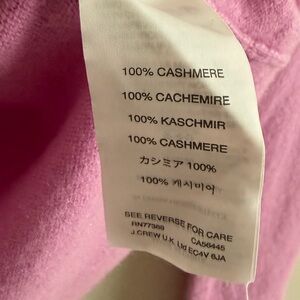 100% CASHMERE
100% CACHEMIRE
100% KASCHMIR
100% CASHMERE
カシミア 100%
100% 캐시미어
SEE REVERSE FOR CARE
RN77388 CA56445
J.CREW U.K. Ltd EC4V 6JA